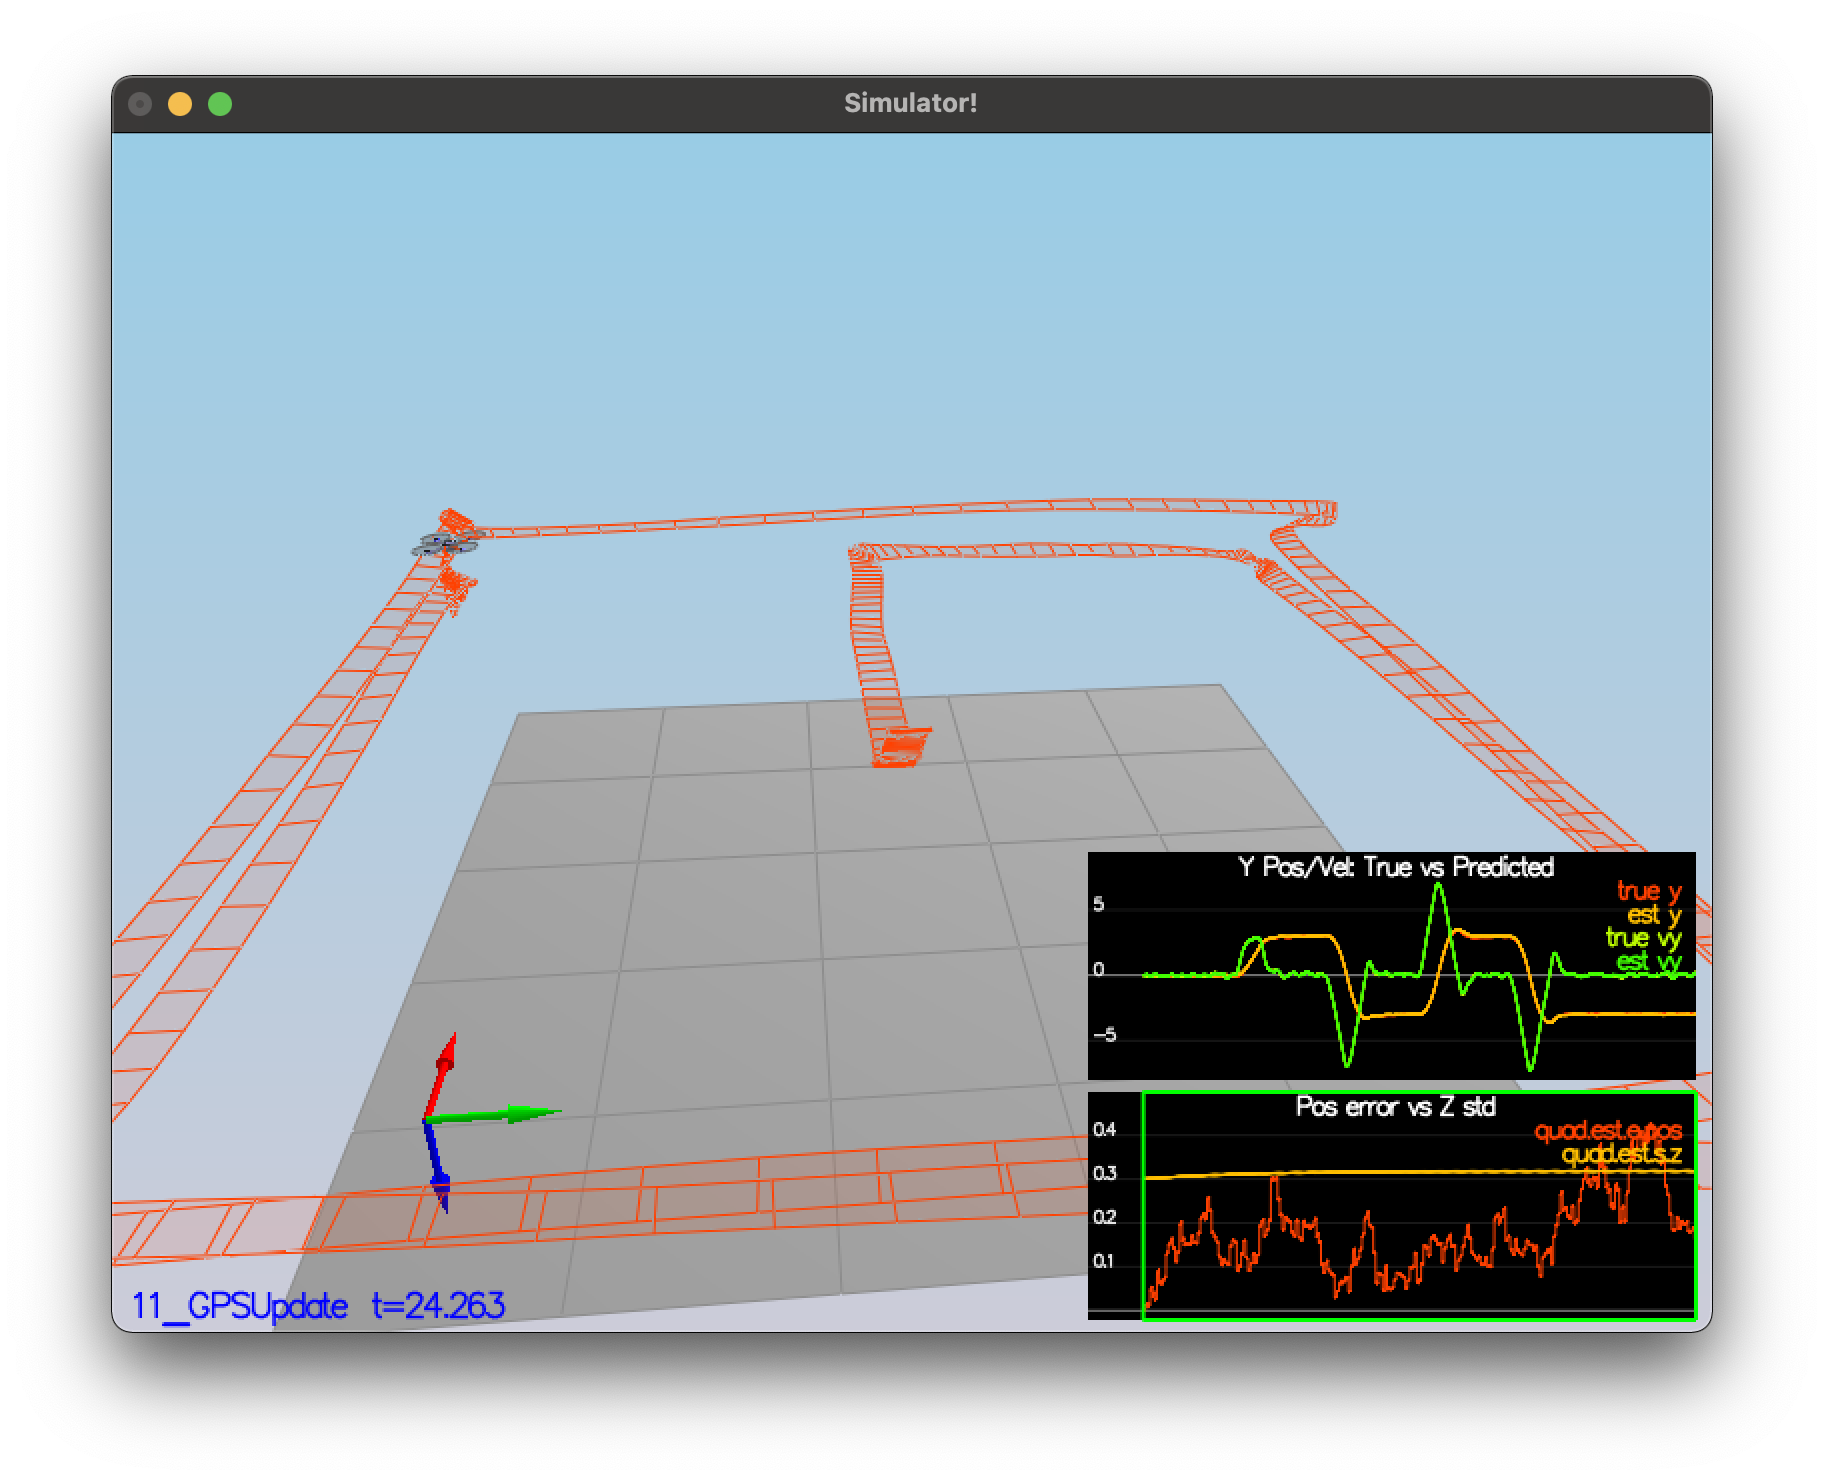 Simulator!
Y Pos/Vel: True vs Predicted
true y
5
est y
true vy
est vy
0
-5
Pos error vs Z std
0.4
quad.est.e.pos
quad.est.s.z
0.3
0.2
0.1
11_GPSUpdate t=24.263